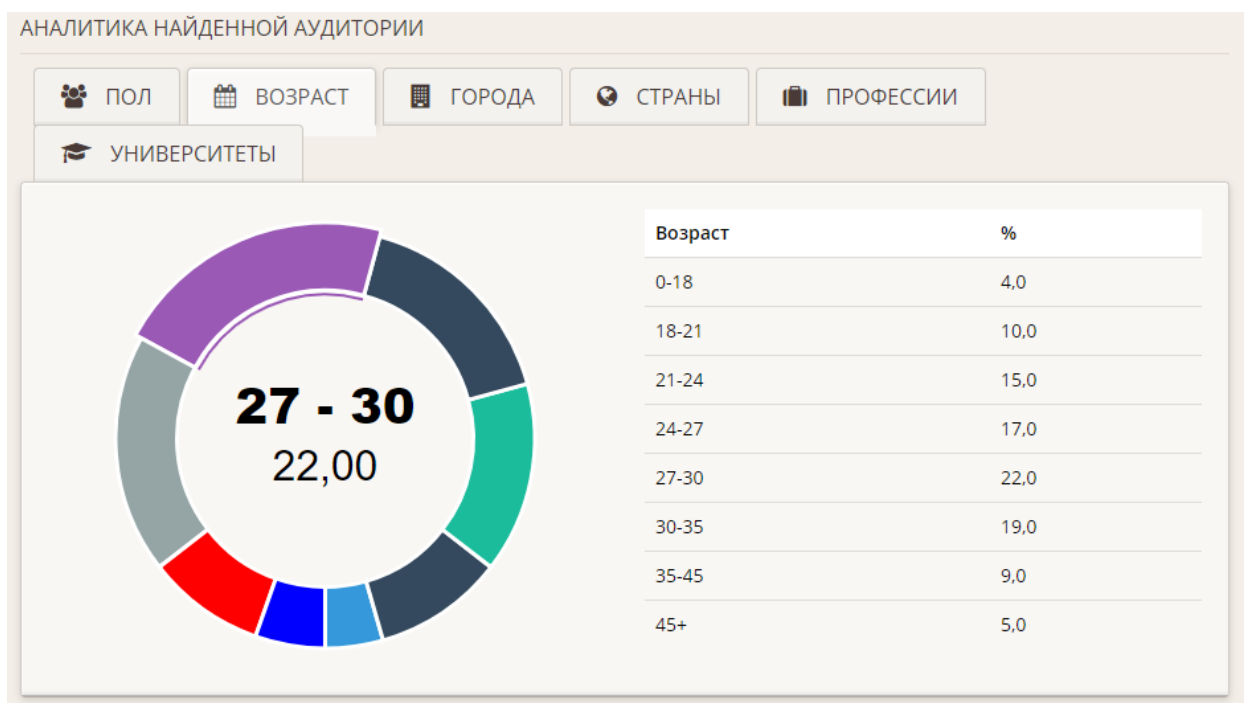 АНАЛИТИКА НАЙДЕННОЙ АУДИТОРИИ
ПОЛ ВОЗРАСТ ГОРОДА СТРАНЫ ПРОФЕССИИ
УНИВЕРСИТЕТЫ
27 - 30
22,00
Возраст %
0-18 4,0
18-21 10,0
21-24 15,0
24-27 17,0
27-30 22,0
30-35 19,0
35-45 9,0
45+ 5,0